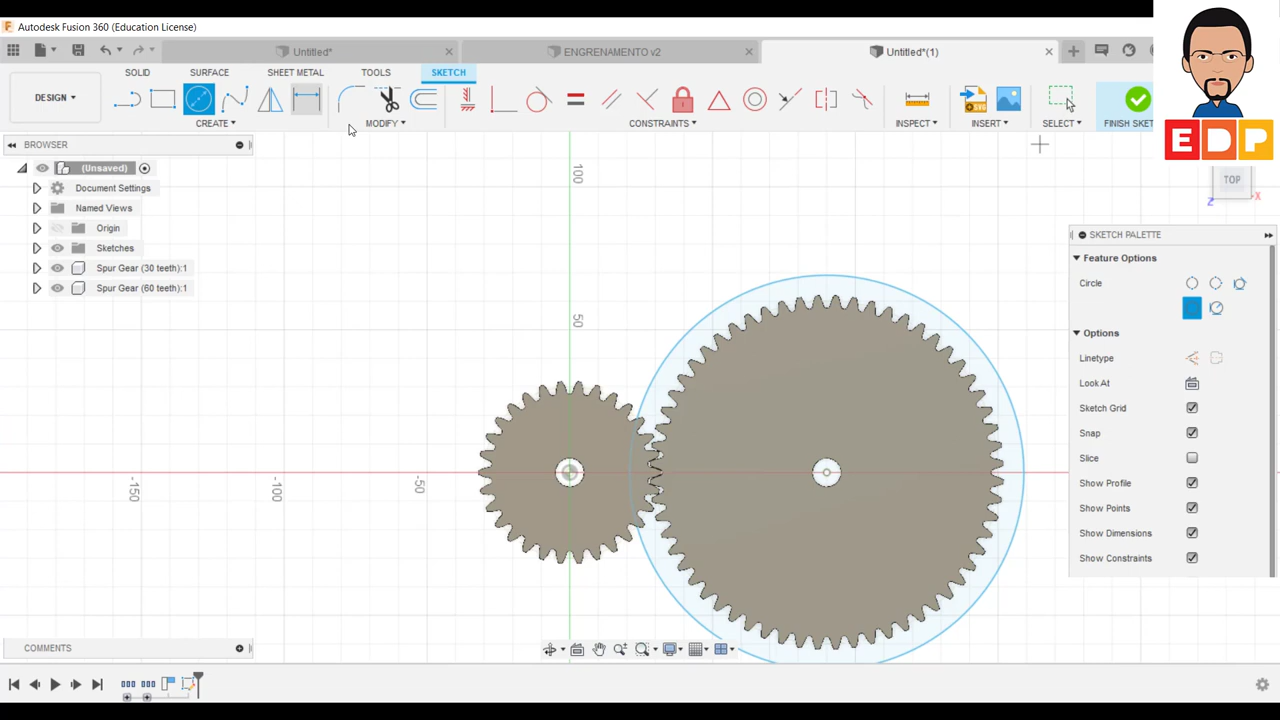 Autodesk Fusion 360 (Education License)
Untitled*
ENGRENAMENTO v2
Untitled*(1)
SOLID
SURFACE
SHEET METAL
TOOLS
SKETCH
DESIGN
CREATE
MODIFY
CONSTRAINTS
INSPECT
INSERT
SELECT
FINISH SKET
EDP
BROWSER
(Unsaved)
Document Settings
Named Views
Origin
Sketches
Spur Gear (30 teeth):1
Spur Gear (60 teeth):1
100
50
-50
-100
-150
TOP
Z
X
SKETCH PALETTE
Feature Options
Circle
Options
Linetype
Look At
Sketch Grid
Snap
Slice
Show Profile
Show Points
Show Dimensions
Show Constraints
COMMENTS